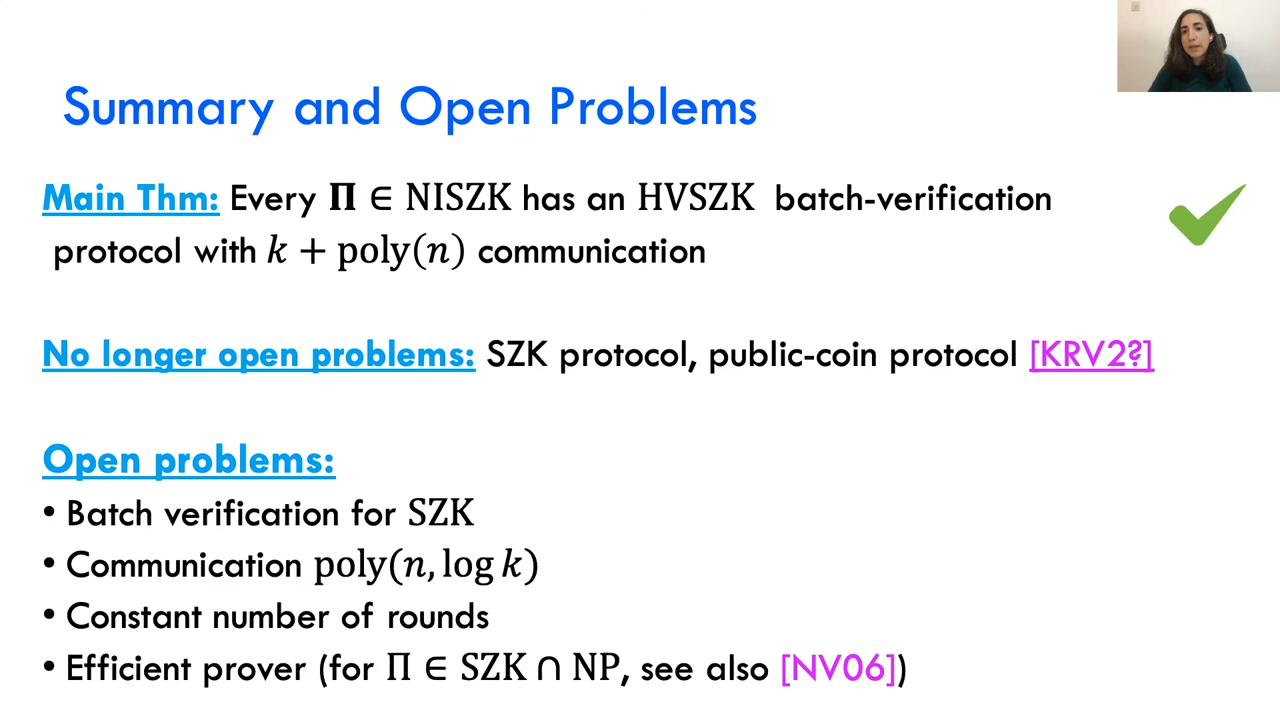 Summary and Open Problems
Main Thm: Every Π ∈ NISZK has an HVSZK batch-verification
protocol with k + poly(n) communication
No longer open problems: SZK protocol, public-coin protocol [KRV2?]
Open problems:
• Batch verification for SZK
• Communication poly(n, log k)
• Constant number of rounds
• Efficient prover (for Π ∈ SZK ∩ NP, see also [NV06])